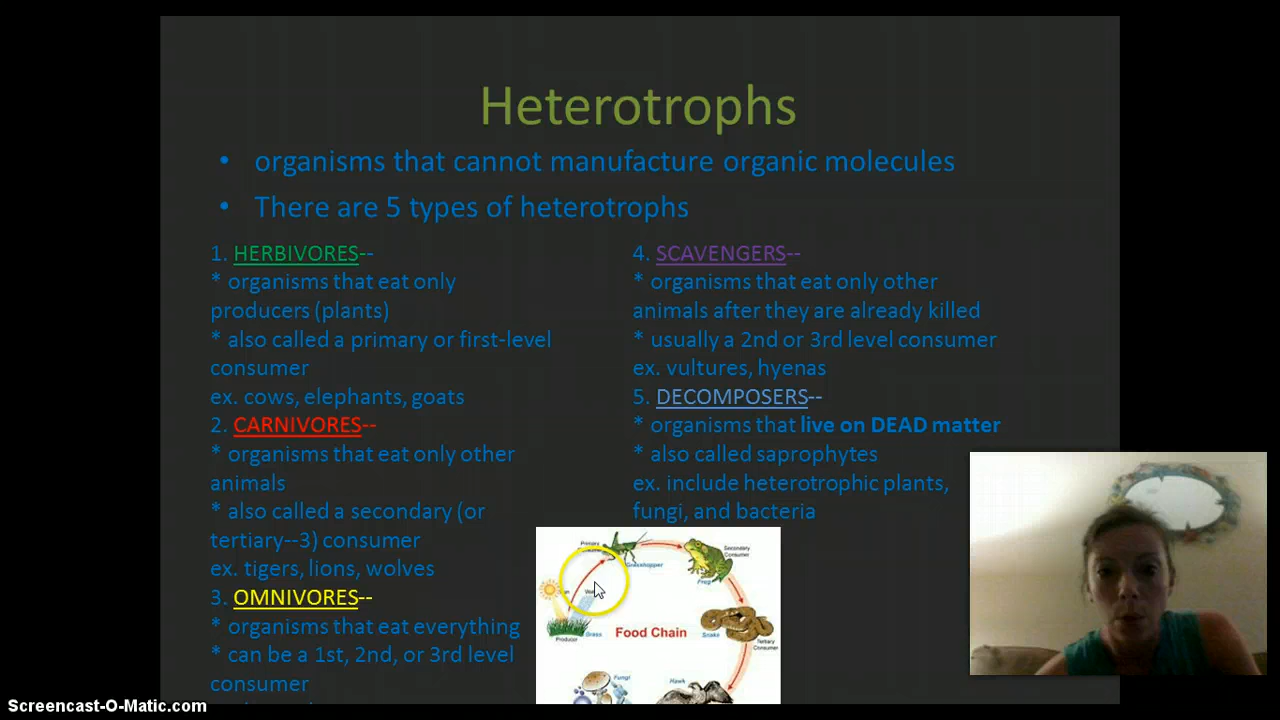 Heterotrophs
• organisms that cannot manufacture organic molecules
• There are 5 types of heterotrophs
1. HERBIVORES--
* organisms that eat only
producers (plants)
* also called a primary or first-level
consumer
ex. cows, elephants, goats
2. CARNIVORES--
* organisms that eat only other
animals
* also called a secondary (or
tertiary--3) consumer
ex. tigers, lions, wolves
3. OMNIVORES--
* organisms that eat everything
* can be a 1st, 2nd, or 3rd level
consumer
4. SCAVENGERS--
* organisms that eat only other
animals after they are already killed
* usually a 2nd or 3rd level consumer
ex. vultures, hyenas
5. DECOMPOSERS--
* organisms that live on DEAD matter
* also called saprophytes
ex. include heterotrophic plants,
fungi, and bacteria
Primary
Grasshopper
Secondary
Consumer
Frog
Producer
Grass
Food Chain
Snake
Tertiary
Consumer
Fungi
Hawk
Screencast-O-Matic.com